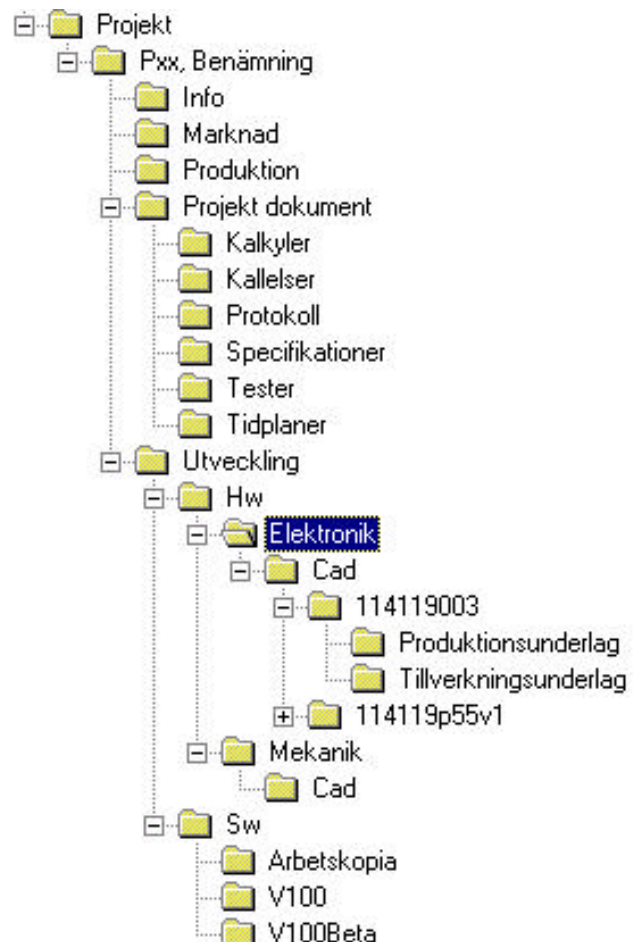 Projekt
Pxx, Benämning
Info
Marknad
Produktion
Projekt dokument
Kalkyler
Kallelser
Protokoll
Specifikationer
Tester
Tidplaner
Utveckling
Hw
Elektronik
Cad
114119003
Produktionsunderlag
Tillverkningsunderlag
114119p55v1
Mekanik
Cad
Sw
Arbetskopia
V100
V100Beta